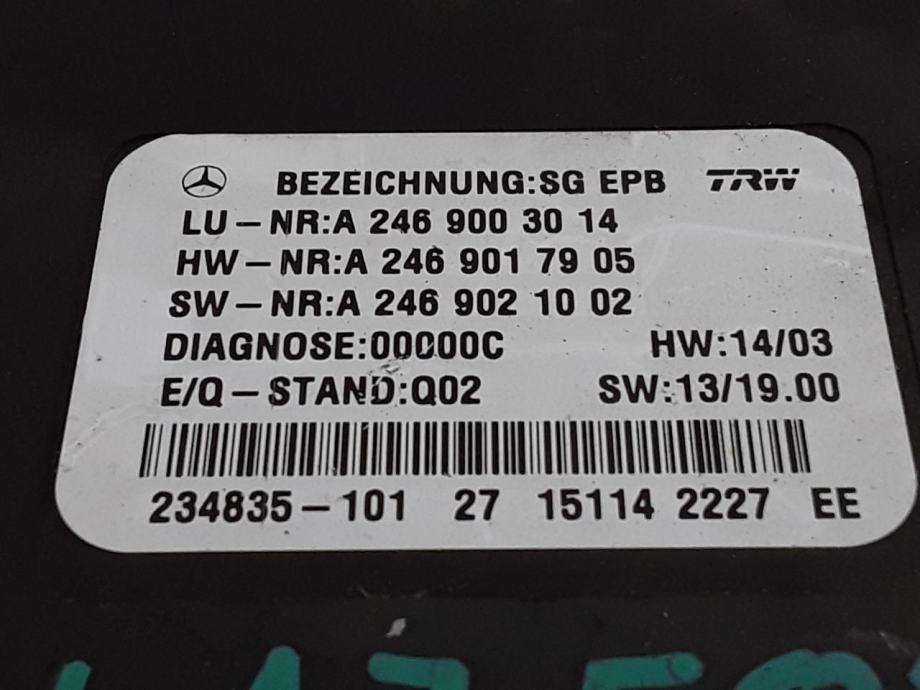 BEZEICHNUNG:SG EPB TRW
LU-NR:A 246 900 30 14
HW-NR:A 246 901 79 05
SW-NR:A 246 902 10 02
DIAGNOSE:00000C HW:14/03
E/Q-STAND:Q02 SW:13/19.00
234835-101 27 15114 2227 EE